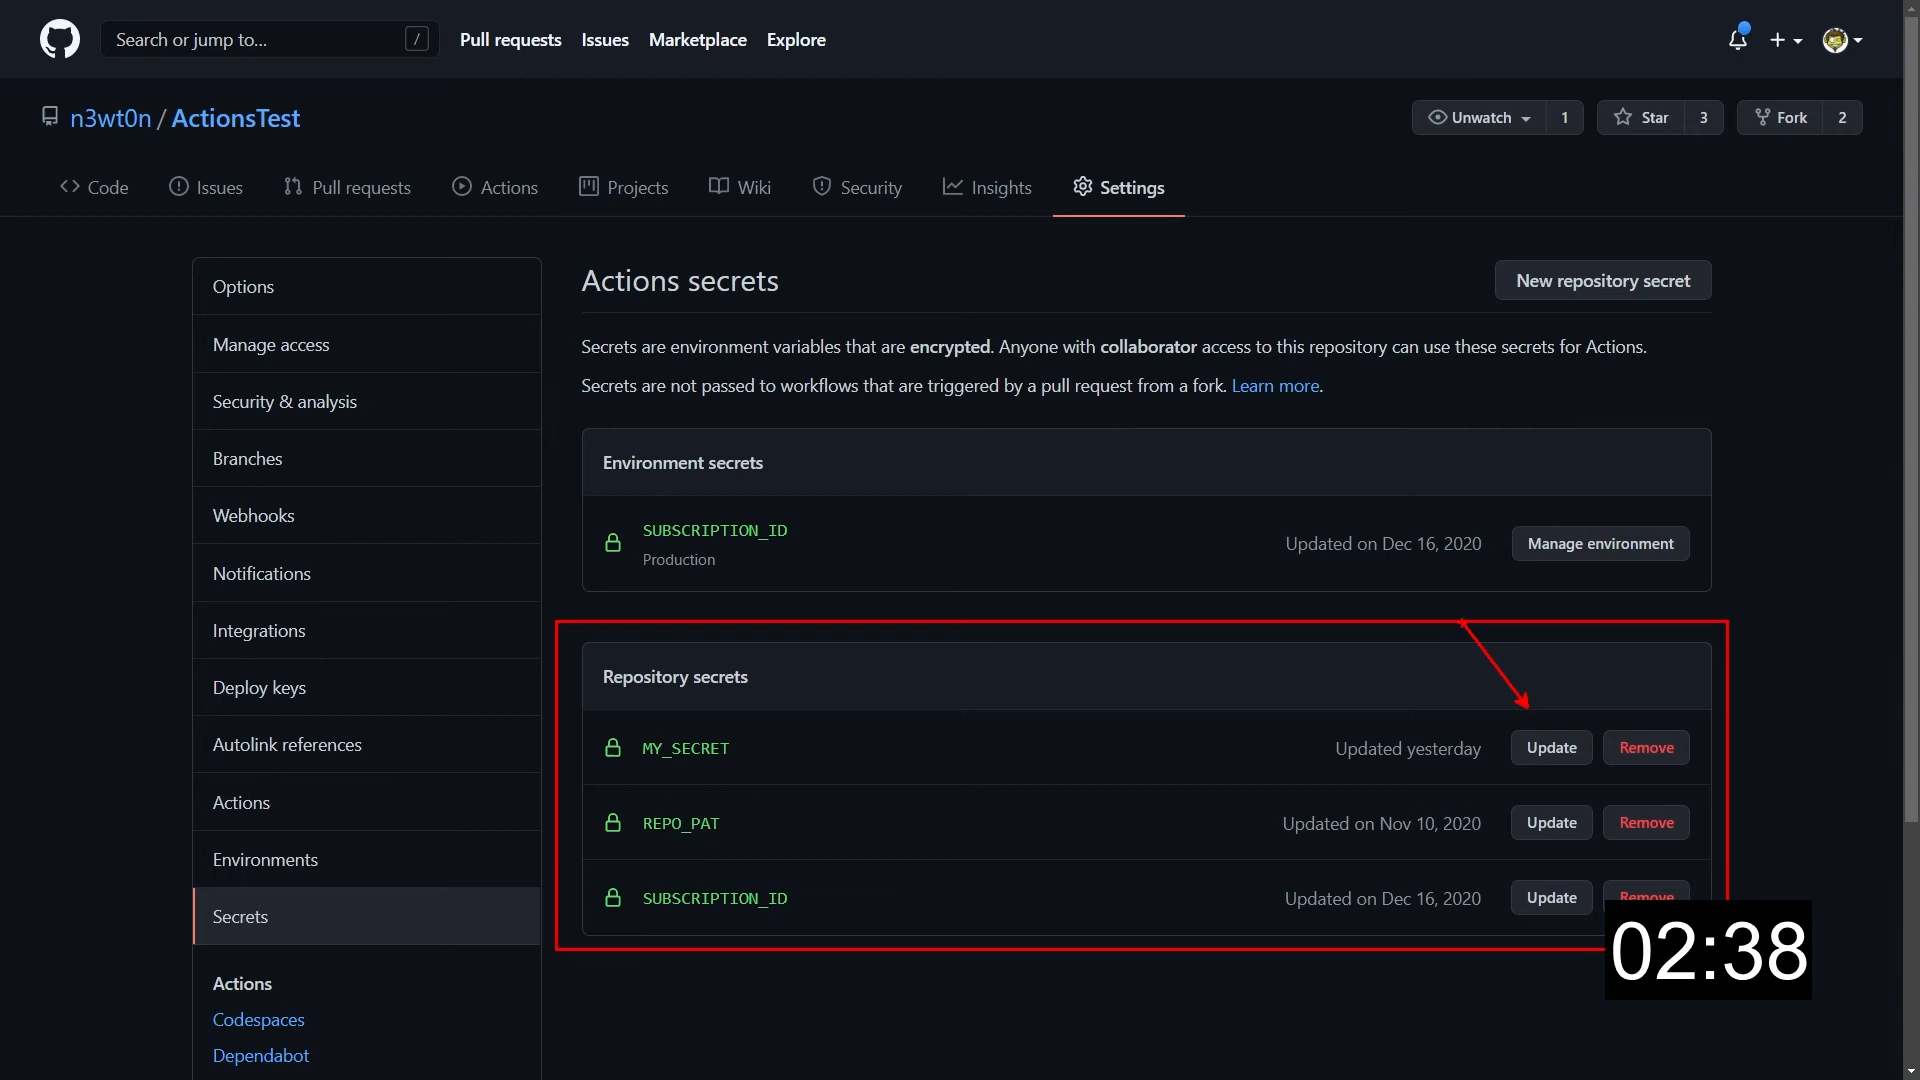 Search or jump to... /
Pull requests Issues Marketplace Explore
n3wt0n / ActionsTest
Unwatch 1 Star 3 Fork 2
Code Issues Pull requests Actions Projects Wiki Security Insights Settings
Options
Manage access
Security & analysis
Branches
Webhooks
Notifications
Integrations
Deploy keys
Autolink references
Actions
Environments
Secrets
Actions
Codespaces
Dependabot
Actions secrets
New repository secret
Secrets are environment variables that are encrypted. Anyone with collaborator access to this repository can use these secrets for Actions.
Secrets are not passed to workflows that are triggered by a pull request from a fork. Learn more.
Environment secrets
SUBSCRIPTION_ID
Production
Updated on Dec 16, 2020 Manage environment
Repository secrets
MY_SECRET Updated yesterday Update Remove
REPO_PAT Updated on Nov 10, 2020 Update Remove
SUBSCRIPTION_ID Updated on Dec 16, 2020 Update Remove
02:38